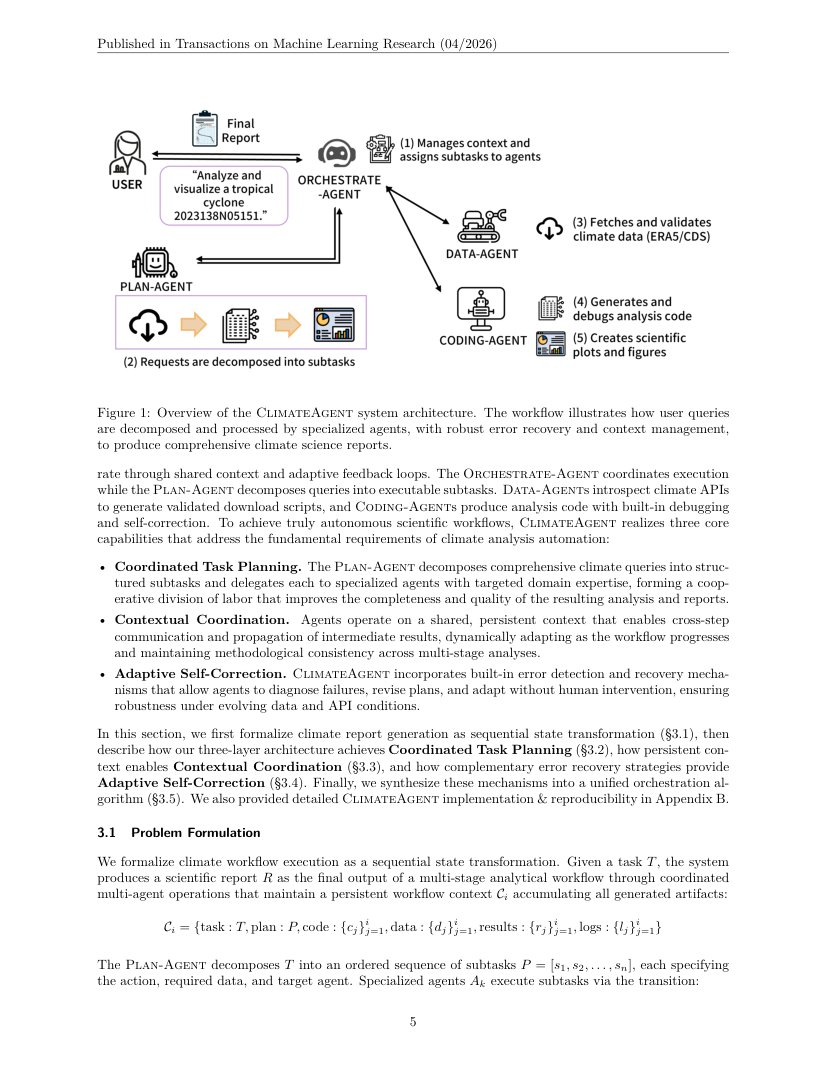 Published in Transactions on Machine Learning Research (04/2026)
Final
Report
USER
“Analyze and
visualize a tropical
cyclone
2023138N05151.”
ORCHESTRATE
-AGENT
(1) Manages context and
assigns subtasks to agents
DATA-AGENT
(3) Fetches and validates
climate data (ERA5/CDS)
PLAN-AGENT
(2) Requests are decomposed into subtasks
CODING-AGENT
(4) Generates and
debugs analysis code
(5) Creates scientific
plots and figures
Figure 1: Overview of the CLIMATEAGENT system architecture. The workflow illustrates how user queries
are decomposed and processed by specialized agents, with robust error recovery and context management,
to produce comprehensive climate science reports.
rate through shared context and adaptive feedback loops. The ORCHESTRATE-AGENT coordinates execution
while the PLAN-AGENT decomposes queries into executable subtasks. DATA-AGENTS introspect climate APIs
to generate validated download scripts, and CODING-AGENTS produce analysis code with built-in debugging
and self-correction. To achieve truly autonomous scientific workflows, CLIMATEAGENT realizes three core
capabilities that address the fundamental requirements of climate analysis automation:
• Coordinated Task Planning. The PLAN-AGENT decomposes comprehensive climate queries into struc-
tured subtasks and delegates each to specialized agents with targeted domain expertise, forming a coop-
erative division of labor that improves the completeness and quality of the resulting analysis and reports.
• Contextual Coordination. Agents operate on a shared, persistent context that enables cross-step
communication and propagation of intermediate results, dynamically adapting as the workflow progresses
and maintaining methodological consistency across multi-stage analyses.
• Adaptive Self-Correction. CLIMATEAGENT incorporates built-in error detection and recovery mecha-
nisms that allow agents to diagnose failures, revise plans, and adapt without human intervention, ensuring
robustness under evolving data and API conditions.
In this section, we first formalize climate report generation as sequential state transformation (§3.1), then
describe how our three-layer architecture achieves Coordinated Task Planning (§3.2), how persistent con-
text enables Contextual Coordination (§3.3), and how complementary error recovery strategies provide
Adaptive Self-Correction (§3.4). Finally, we synthesize these mechanisms into a unified orchestration al-
gorithm (§3.5). We also provided detailed CLIMATEAGENT implementation & reproducibility in Appendix B.
3.1 Problem Formulation
We formalize climate workflow execution as a sequential state transformation. Given a task T, the system
produces a scientific report R as the final output of a multi-stage analytical workflow through coordinated
multi-agent operations that maintain a persistent workflow context 𝒞ᵢ accumulating all generated artifacts:
𝒞ᵢ = {task : T, plan : P, code : {cⱼ}ⁱⱼ₌₁, data : {dⱼ}ⁱⱼ₌₁, results : {rⱼ}ⁱⱼ₌₁, logs : {lⱼ}ⁱⱼ₌₁}
The PLAN-AGENT decomposes T into an ordered sequence of subtasks P = [s₁, s₂, . . . , sₙ], each specifying
the action, required data, and target agent. Specialized agents Aₖ execute subtasks via the transition:
5